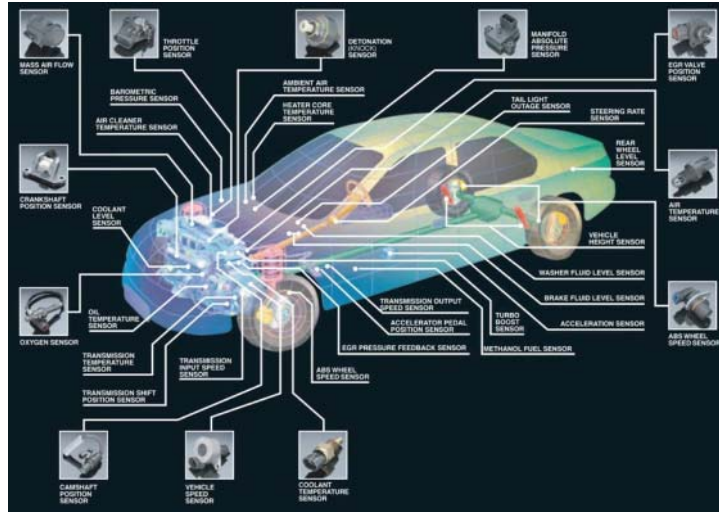 MASS AIR FLOW
SENSOR
THROTTLE
POSITION
SENSOR
DETONATION
(KNOCK)
SENSOR
MANIFOLD
ABSOLUTE
PRESSURE
SENSOR
EGR VALVE
POSITION
SENSOR
BAROMETRIC
PRESSURE SENSOR
AMBIENT AIR
TEMPERATURE SENSOR
TAIL LIGHT
OUTAGE SENSOR
STEERING RATE
SENSOR
AIR CLEANER
TEMPERATURE SENSOR
HEATER CORE
TEMPERATURE
SENSOR
REAR
WHEEL LEVEL
SENSOR
CRANKSHAFT
POSITION SENSOR
COOLANT
LEVEL
SENSOR
AIR
TEMPERATURE
SENSOR
VEHICLE
HEIGHT SENSOR
WASHER FLUID LEVEL SENSOR
OXYGEN SENSOR
OIL
TEMPERATURE
SENSOR
TRANSMISSION OUTPUT
SPEED SENSOR
BRAKE FLUID LEVEL SENSOR
ACCELERATOR PEDAL
POSITION SENSOR
TURBO
BOOST
SENSOR
ACCELERATION SENSOR
ABS WHEEL
SPEED SENSOR
TRANSMISSION
TEMPERATURE
SENSOR
TRANSMISSION
INPUT SPEED
SENSOR
EGR PRESSURE FEEDBACK SENSOR
METHANOL FUEL SENSOR
ABS WHEEL
SPEED SENSOR
TRANSMISSION SHIFT
POSITION SENSOR
CAMSHAFT
POSITION
SENSOR
VEHICLE
SPEED
SENSOR
COOLANT
TEMPERATURE
SENSOR